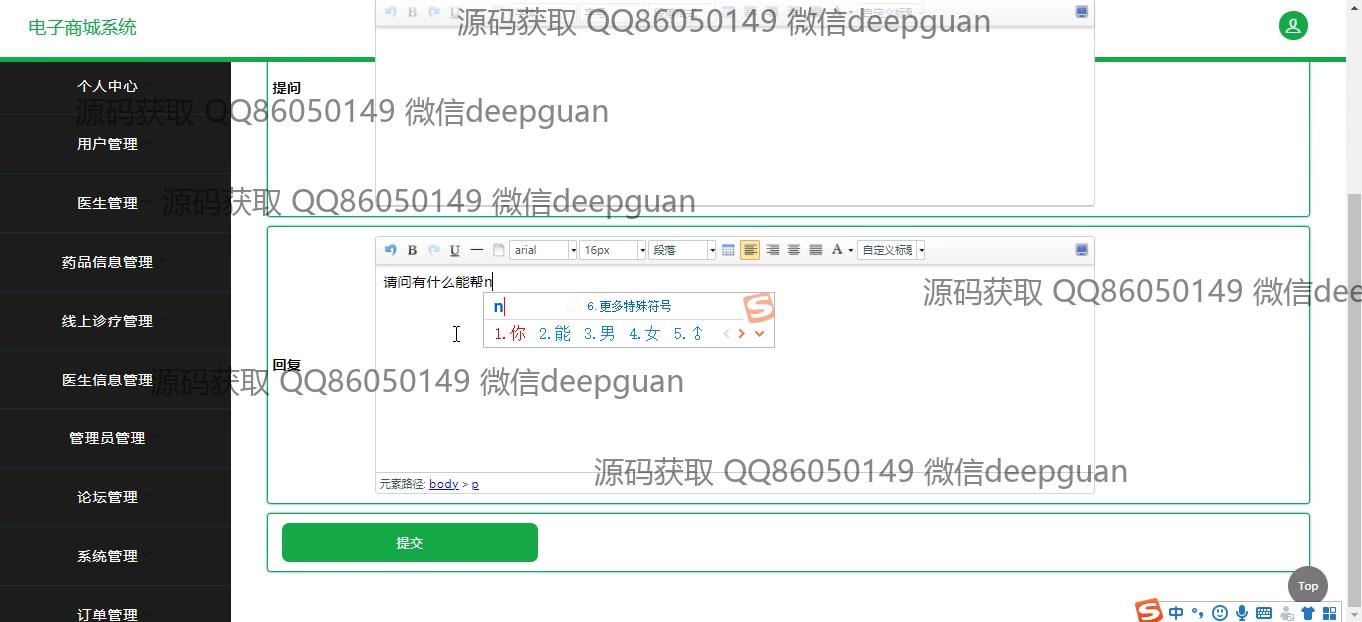 电子商城系统
源码获取 QQ86050149 微信deepguan
个人中心
提问
源码获取 QQ86050149 微信deepguan
用户管理
医生管理
源码获取 QQ86050149 微信deepguan
B U arial 16px 段落 A 自定义标题
药品信息管理
请问有什么能帮n
源码获取 QQ86050149 微信deepgu
n 6.更多特殊符号
线上诊疗管理
1.你 2.能 3.男 4.女 5.↑
回复
医生信息管理
源码获取 QQ86050149 微信deepguan
管理员管理
源码获取 QQ86050149 微信deepguan
元素路径: body > p
论坛管理
提交
系统管理
Top
订单管理
中